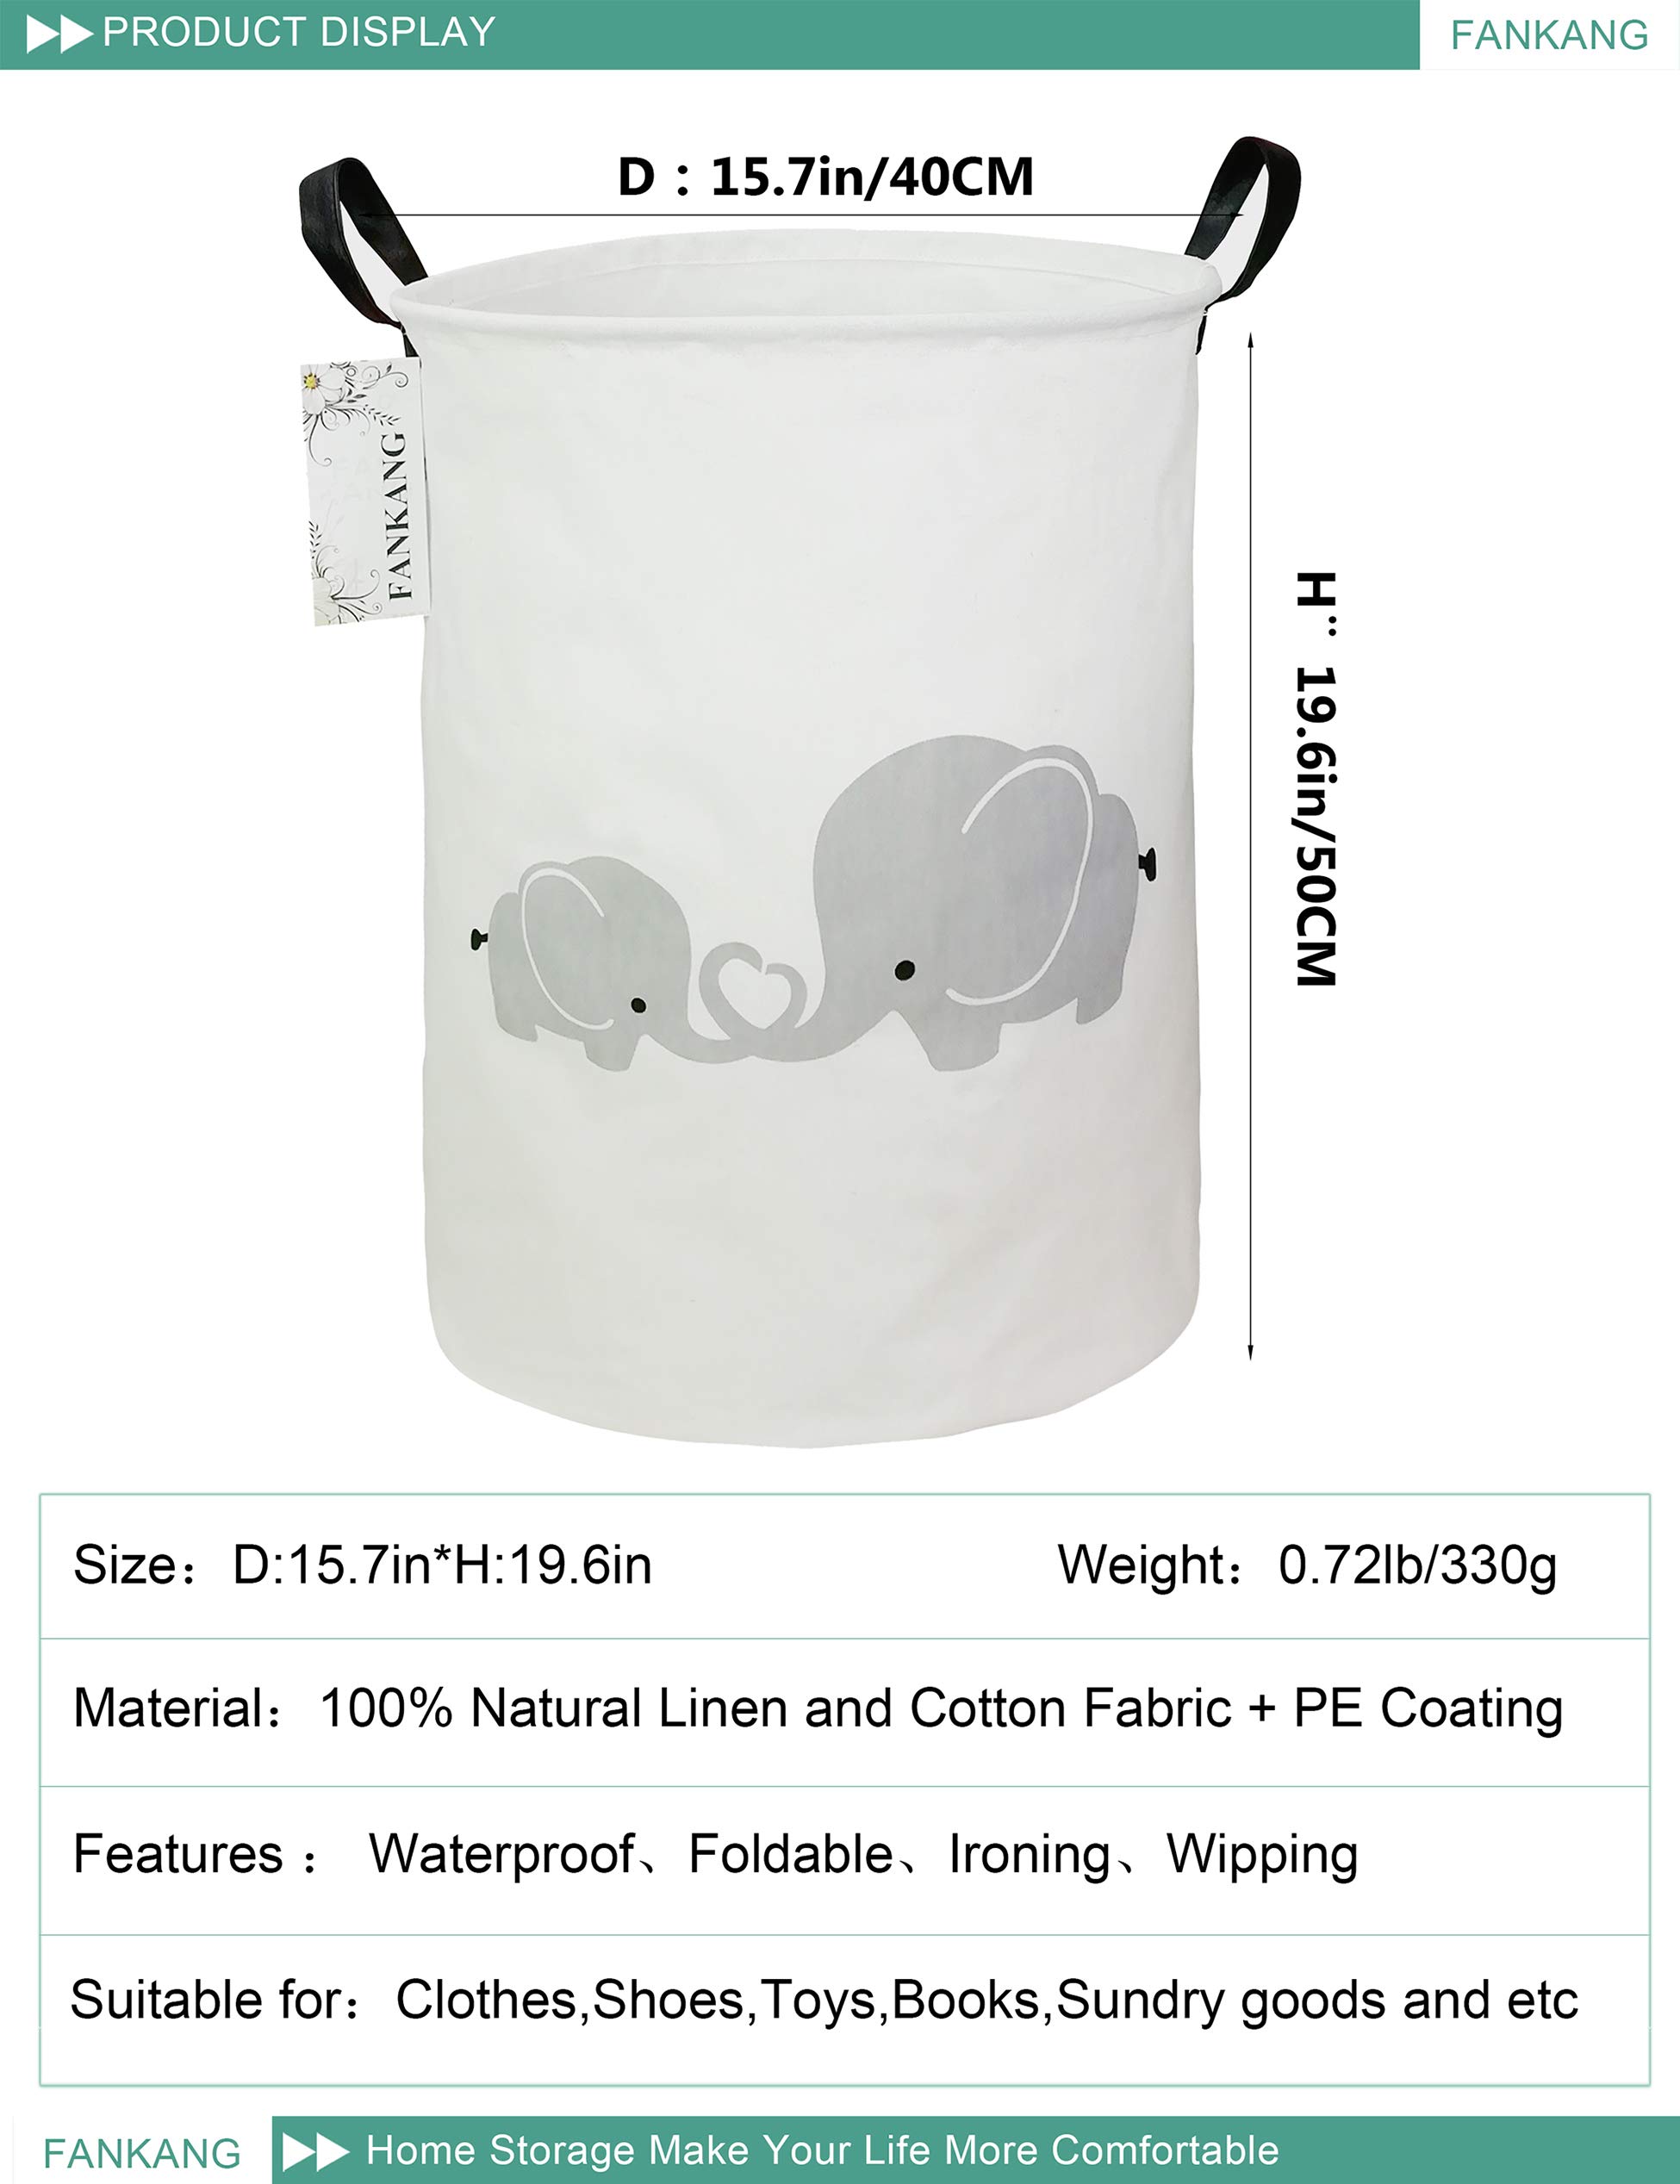 PRODUCT DISPLAY
FANKANG
D：15.7in/40CM
FANKANG
H：19.6in/50CM
Size：D:15.7in*H:19.6in
Weight：0.72lb/330g
Material：100% Natural Linen and Cotton Fabric + PE Coating
Features： Waterproof、Foldable、Ironing、Wipping
Suitable for：Clothes,Shoes,Toys,Books,Sundry goods and etc
FANKANG
Home Storage Make Your Life More Comfortable